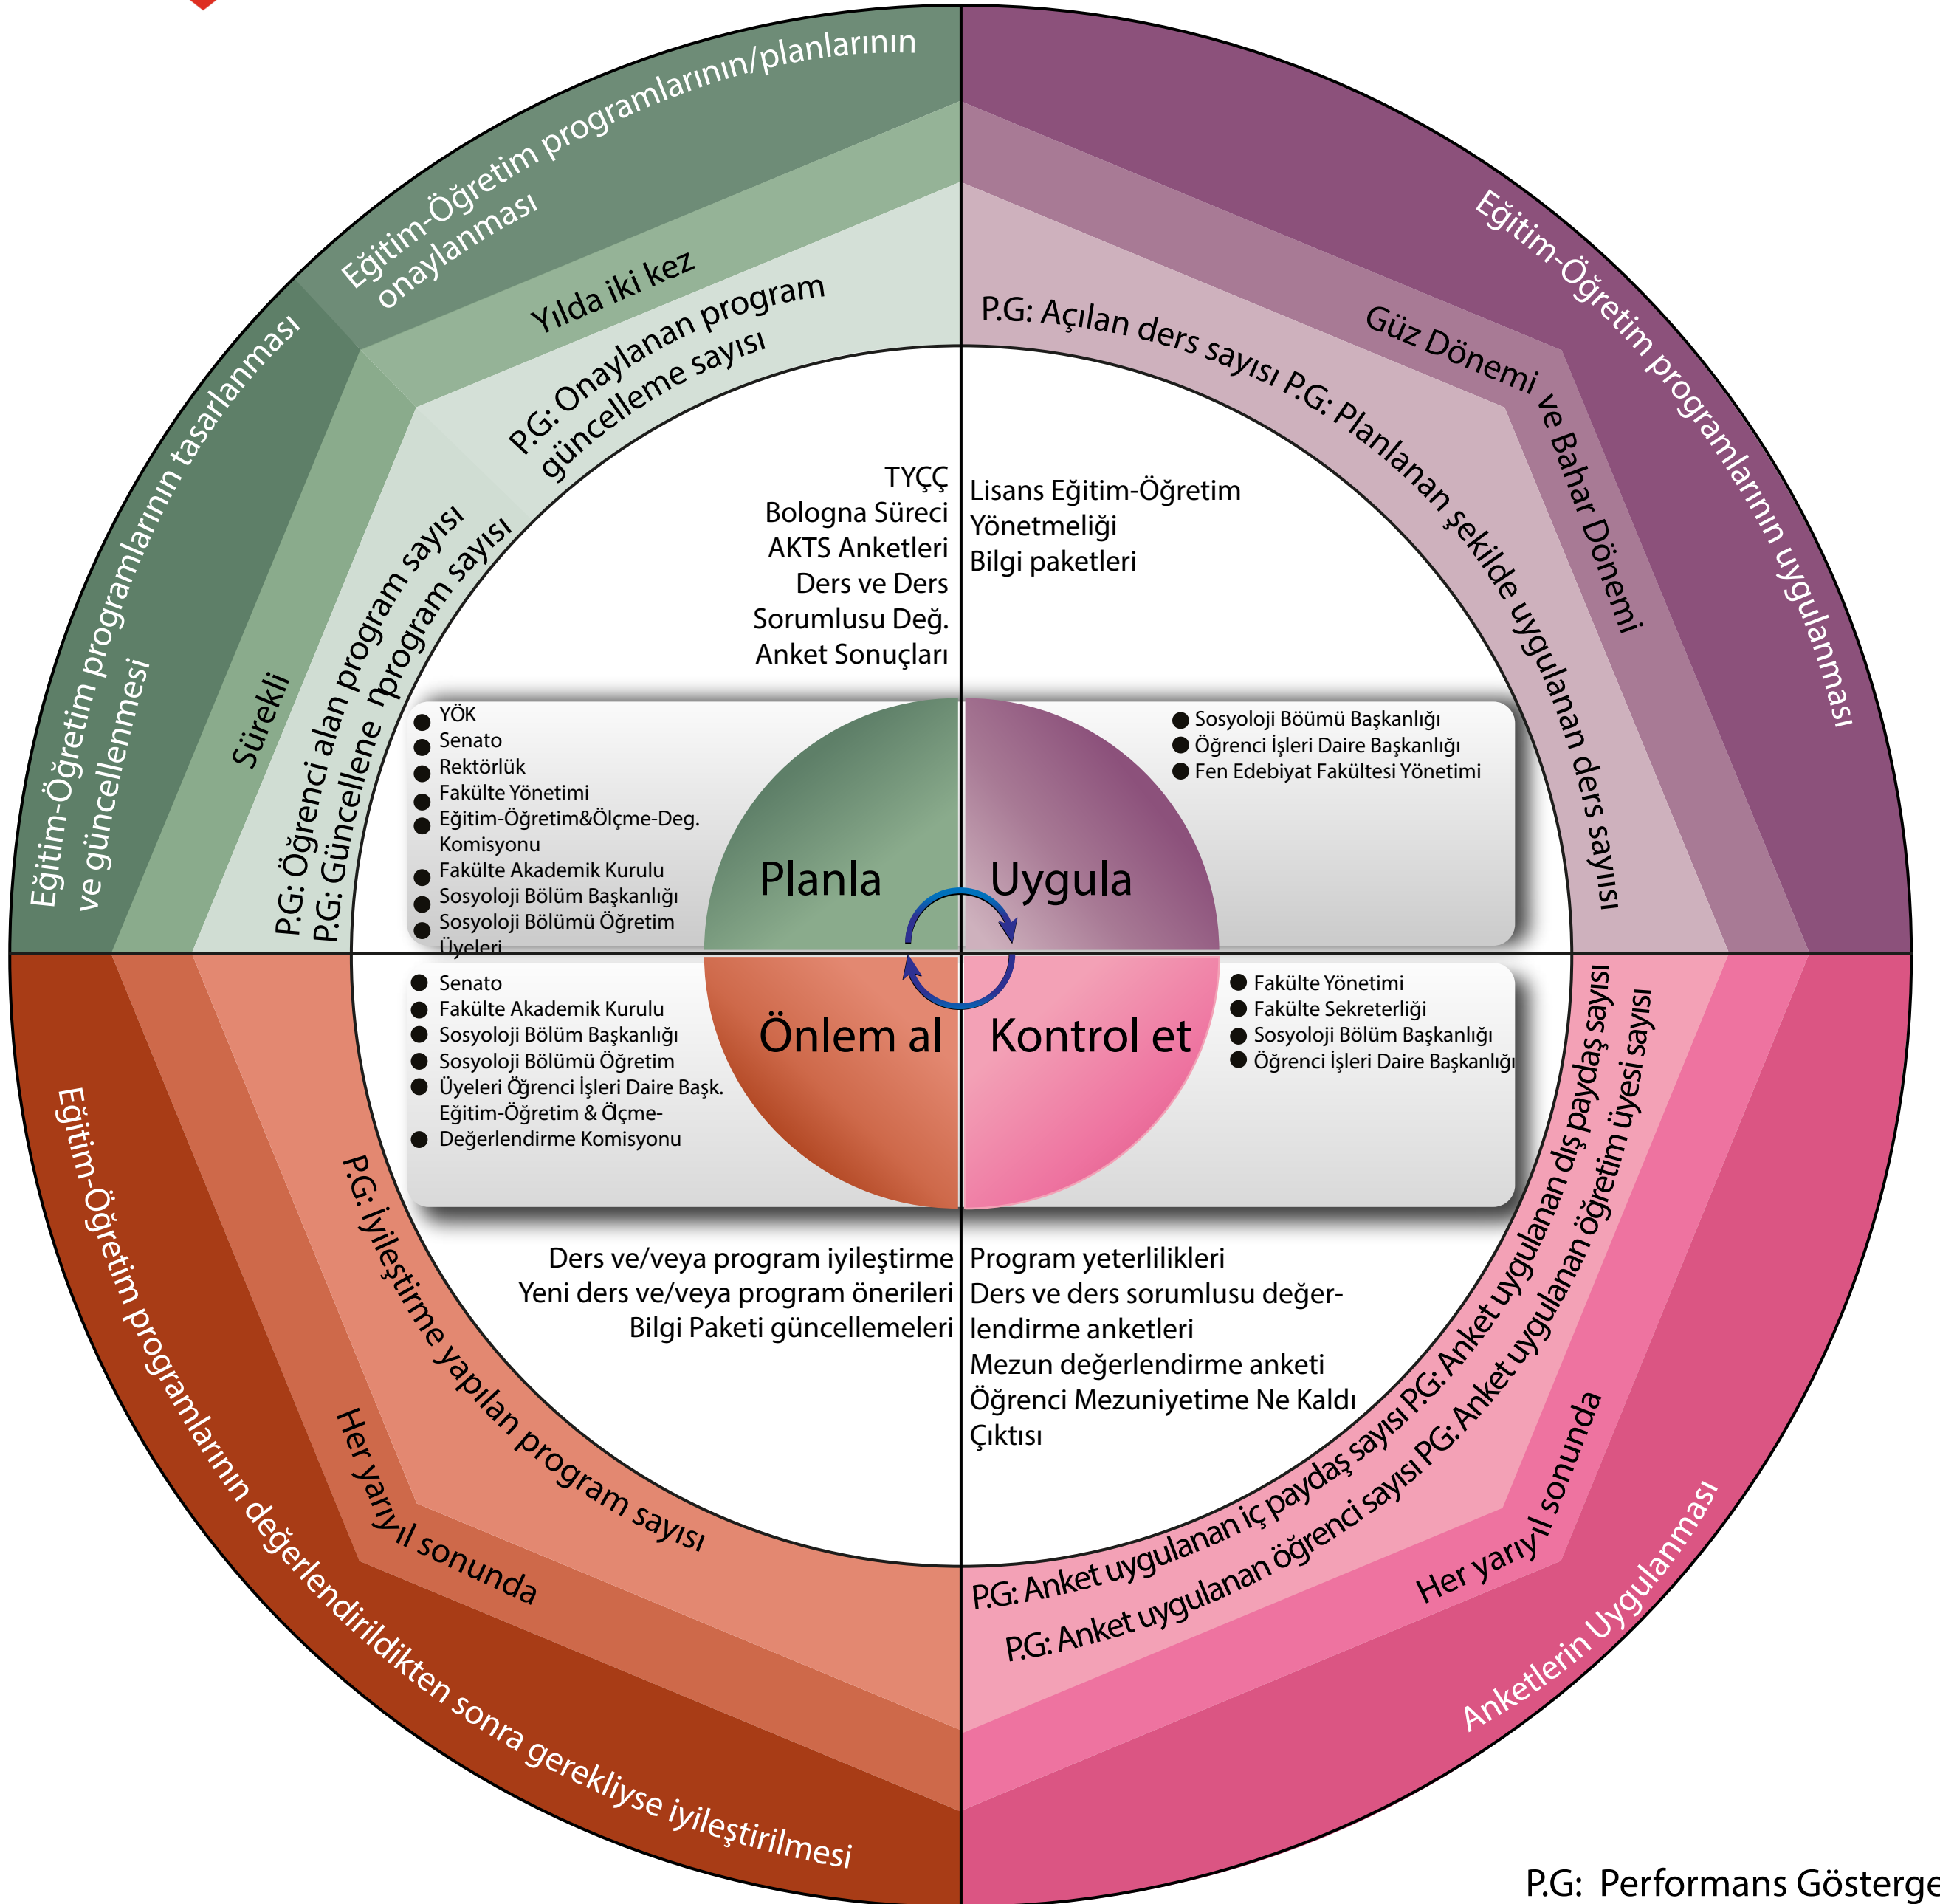 Eğitim-Öğretim programlarının/planlarının
onaylanması
Yılda iki kez
P.G: Onaylanan program
güncelleme sayısı
Eğitim-Öğretim programlarının tasarlanması
ve güncellenmesi
Sürekli
P.G: Öğrenci alan program sayısı
P.G: Güncellenen program sayısı
Eğitim-Öğretim programlarının uygulanması
Güz Dönemi ve Bahar Dönemi
P.G: Açılan ders sayısı P.G: Planlanan şekilde uygulanan ders sayıısı
TYÇÇ
Bologna Süreci
AKTS Anketleri
Ders ve Ders
Sorumlusu Değ.
Anket Sonuçları
Lisans Eğitim-Öğretim
Yönetmeliği
Bilgi paketleri
YÖK
Senato
Rektörlük
Fakülte Yönetimi
Eğitim-Öğretim&Ölçme-Deg.
Komisyonu
Fakülte Akademik Kurulu
Sosyoloji Bölüm Başkanlığı
Sosyoloji Bölümü Öğretim
Üyeleri
Planla
Uygula
Sosyoloji Böümü Başkanlığı
Öğrenci İşleri Daire Başkanlığı
Fen Edebiyat Fakültesi Yönetimi
Senato
Fakülte Akademik Kurulu
Sosyoloji Bölüm Başkanlığı
Sosyoloji Bölümü Öğretim
Üyeleri Öğrenci İşleri Daire Başk.
Eğitim-Öğretim & Ölçme-
Değerlendirme Komisyonu
Önlem al
Kontrol et
Fakülte Yönetimi
Fakülte Sekreterliği
Sosyoloji Bölüm Başkanlığı
Öğrenci İşleri Daire Başkanlığı
Ders ve/veya program iyileştirme
Yeni ders ve/veya program önerileri
Bilgi Paketi güncellemeleri
Program yeterlilikleri
Ders ve ders sorumlusu değer-
lendirme anketleri
Mezun değerlendirme anketi
Öğrenci Mezuniyetime Ne Kaldı
Çıktısı
P.G: İyileştirme yapılan program sayısı
Her yarıyıl sonunda
Eğitim-Öğretim programlarının değerlendirildikten sonra gerekliyse iyileştirilmesi
P.G: Anket uygulanan iç paydaş sayısı P.G: Anket uygulanan dış paydaş sayısı
P.G: Anket uygulanan öğrenci sayısı P.G: Anket uygulanan öğretim üyesi sayısı
Her yarıyıl sonunda
Anketlerin Uygulanması
P.G: Performans Gösterge